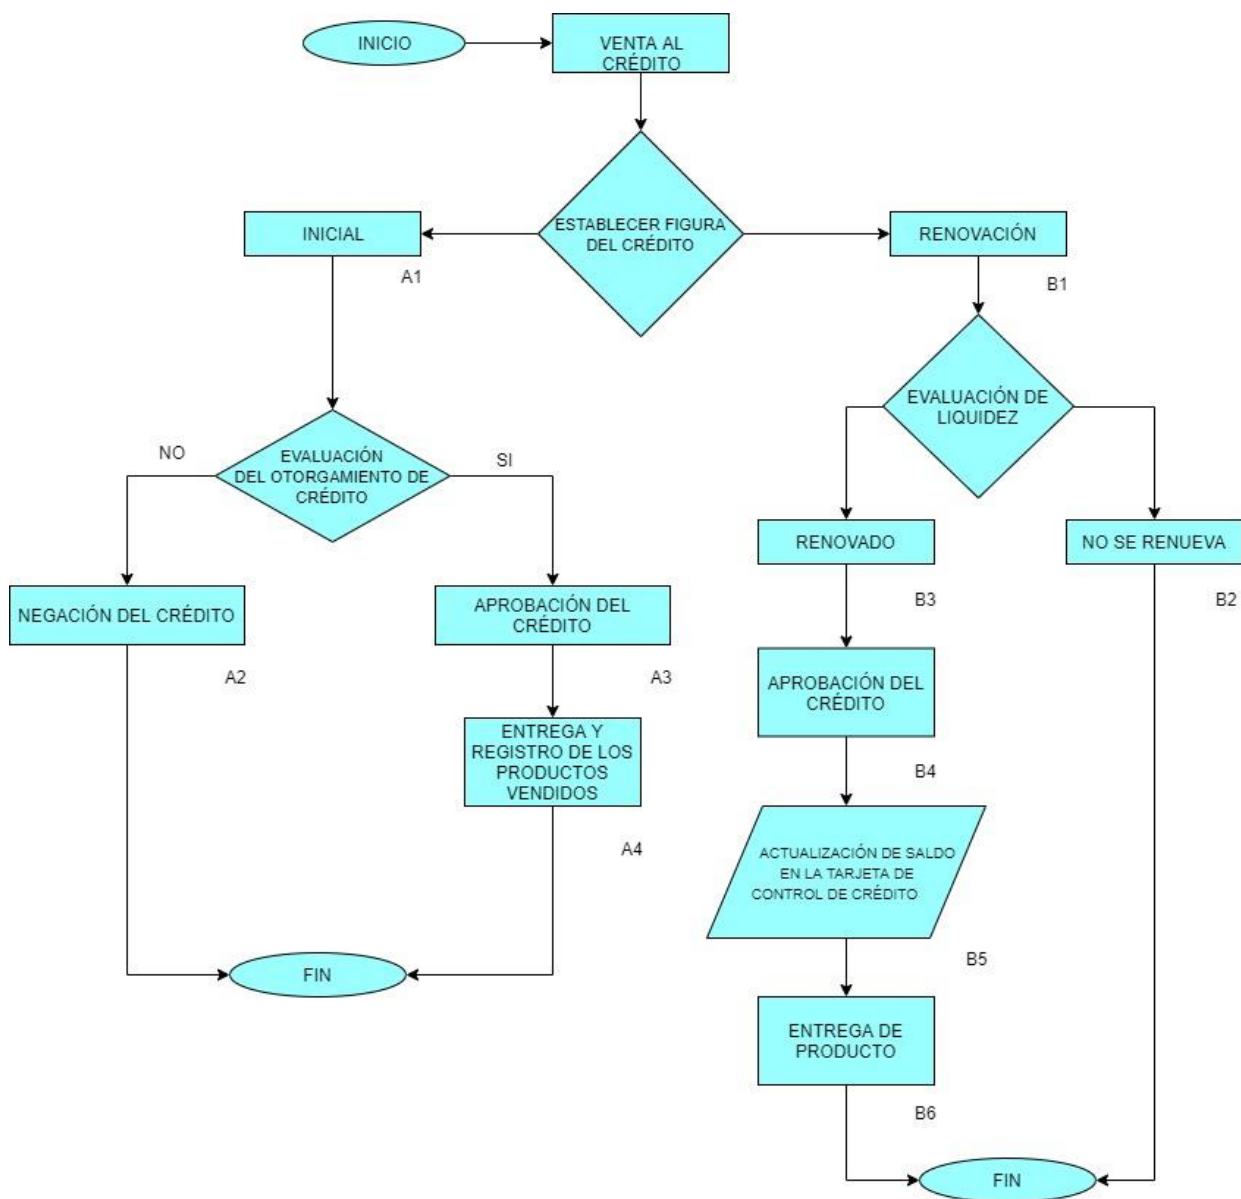 INICIO
VENTA AL
CRÉDITO
ESTABLECER FIGURA
DEL CRÉDITO
INICIAL
A1
RENOVACIÓN
B1
EVALUACIÓN
DEL OTORGAMIENTO DE
CRÉDITO
NO
SI
EVALUACIÓN DE
LIQUIDEZ
NEGACIÓN DEL CRÉDITO
A2
APROBACIÓN DEL
CRÉDITO
A3
ENTREGA Y
REGISTRO DE LOS
PRODUCTOS
VENDIDOS
A4
FIN
RENOVADO
B3
NO SE RENUEVA
B2
APROBACIÓN DEL
CRÉDITO
B4
ACTUALIZACIÓN DE SALDO
EN LA TARJETA DE
CONTROL DE CRÉDITO
B5
ENTREGA DE
PRODUCTO
B6
FIN